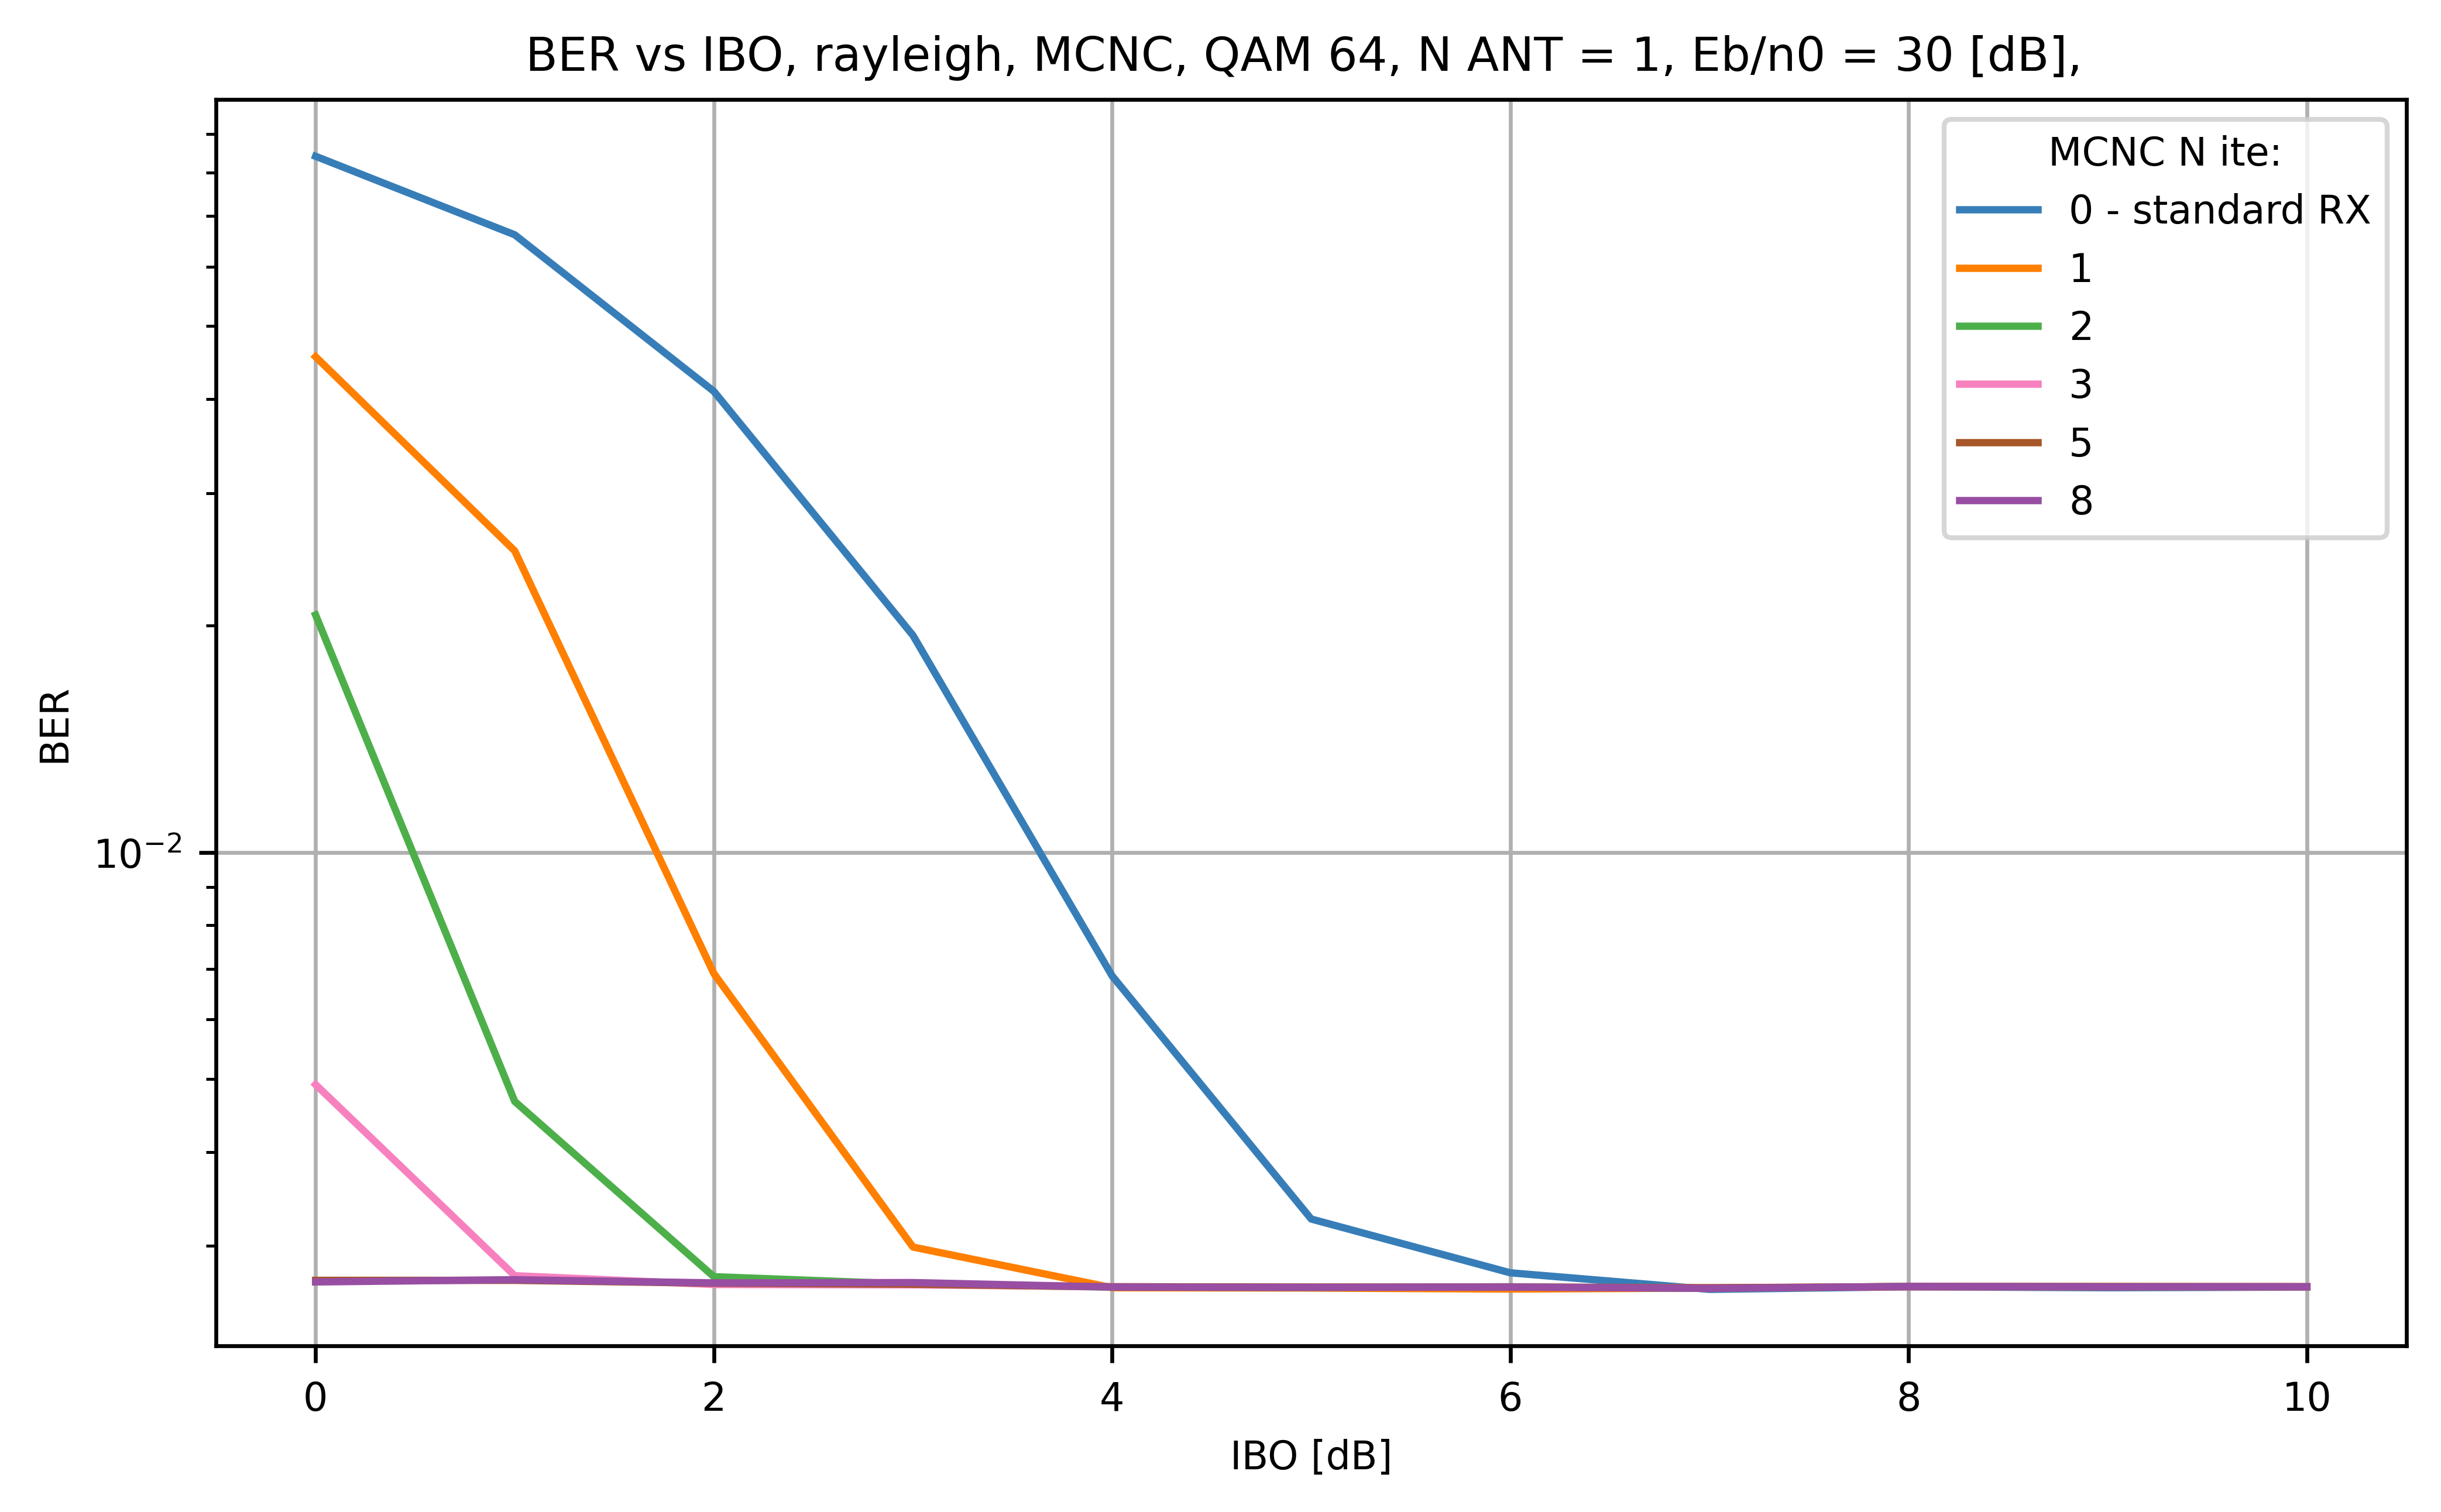 BER vs IBO, rayleigh, MCNC, QAM 64, N ANT = 1, Eb/n0 = 30 [dB],
MCNC N ite:
0 - standard RX
1
2
3
5
8
BER
10⁻²
0 2 4 6 8 10
IBO [dB]